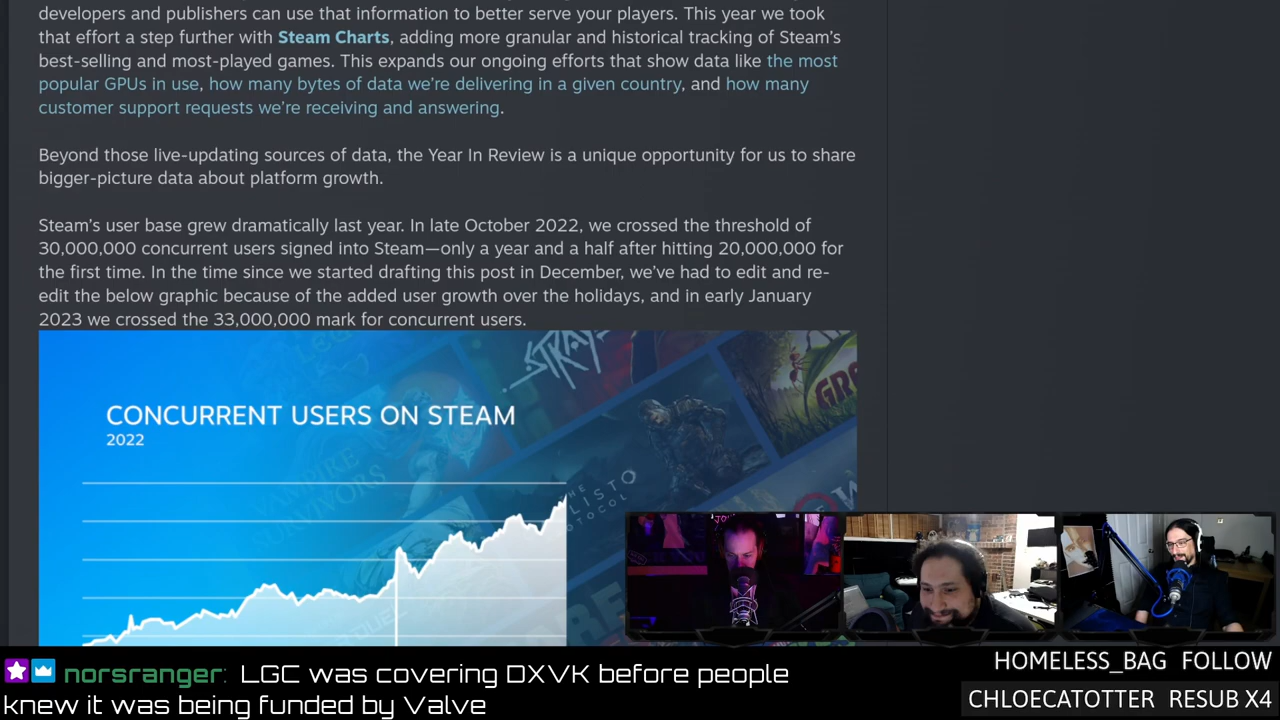 developers and publishers can use that information to better serve your players. This year we took
that effort a step further with Steam Charts, adding more granular and historical tracking of Steam's
best-selling and most-played games. This expands our ongoing efforts that show data like the most
popular GPUs in use, how many bytes of data we're delivering in a given country, and how many
customer support requests we're receiving and answering.
Beyond those live-updating sources of data, the Year In Review is a unique opportunity for us to share
bigger-picture data about platform growth.
Steam's user base grew dramatically last year. In late October 2022, we crossed the threshold of
30,000,000 concurrent users signed into Steam—only a year and a half after hitting 20,000,000 for
the first time. In the time since we started drafting this post in December, we've had to edit and re-
edit the below graphic because of the added user growth over the holidays, and in early January
2023 we crossed the 33,000,000 mark for concurrent users.
STRAY
CONCURRENT USERS ON STEAM
2022
VAMPIRE
SURVIVORS
norsranger: LGC was covering DXVK before people
knew it was being funded by Valve
HOMELESS_BAG FOLLOW
CHLOECATOTTER RESUB X4